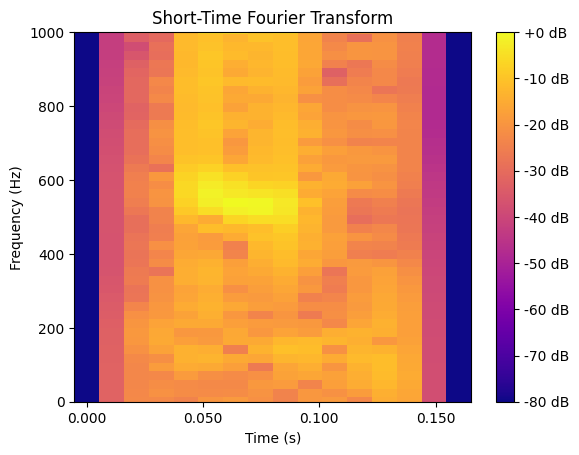 Short-Time Fourier Transform
1000
800
600
400
200
0
Frequency (Hz)
0.000
0.050
0.100
0.150
Time (s)
+0 dB
-10 dB
-20 dB
-30 dB
-40 dB
-50 dB
-60 dB
-70 dB
-80 dB